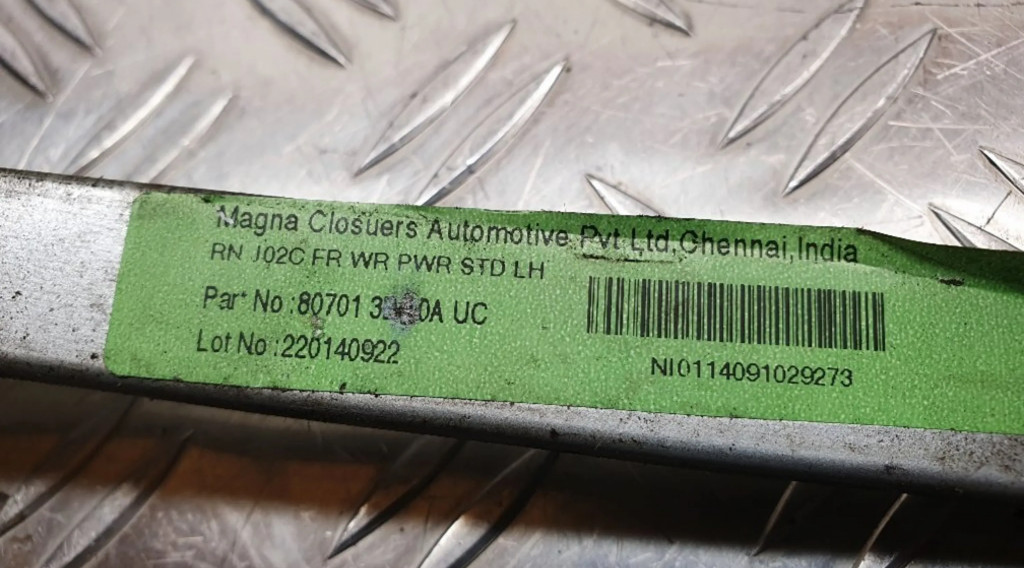 Magna Closuers Automotive Pvt Ltd,Chennai,India
RN J02C FR WR PWR STD LH
Part No :80701 UC
Lot No :220140922
NI0114091029273